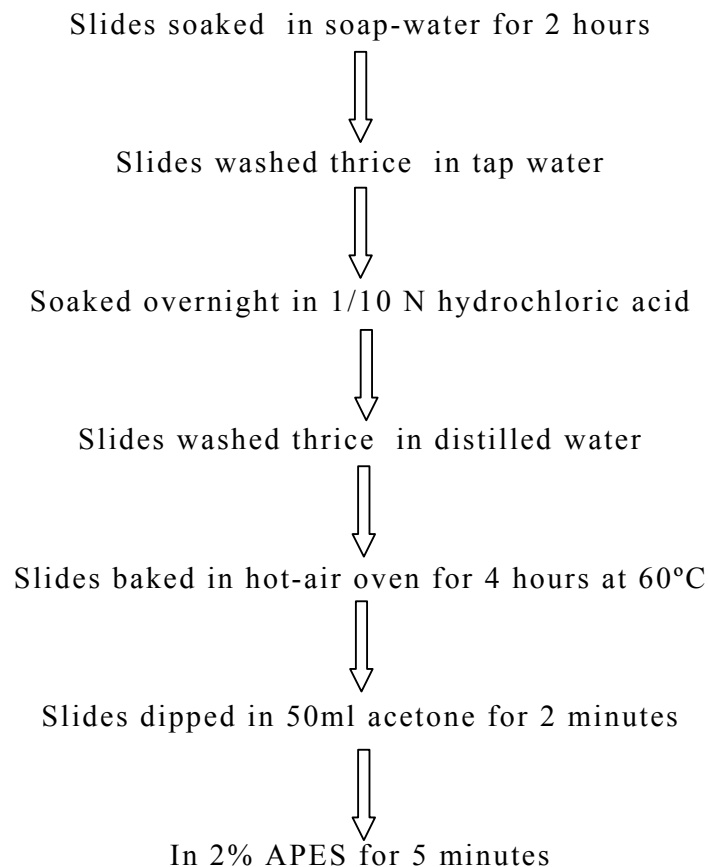 Slides soaked in soap-water for 2 hours
Slides washed thrice in tap water
Soaked overnight in 1/10 N hydrochloric acid
Slides washed thrice in distilled water
Slides baked in hot-air oven for 4 hours at 60ºC
Slides dipped in 50ml acetone for 2 minutes
In 2% APES for 5 minutes